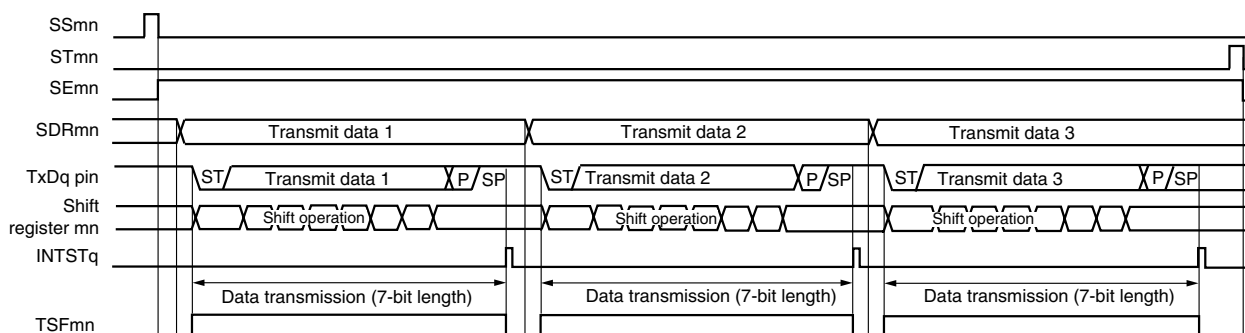 SSmn
STmn
SEmn
SDRmn Transmit data 1 Transmit data 2 Transmit data 3
TxDq pin ST Transmit data 1 P SP ST Transmit data 2 P SP ST Transmit data 3 P SP
Shift
register mn Shift operation Shift operation Shift operation
INTSTq
Data transmission (7-bit length) Data transmission (7-bit length) Data transmission (7-bit length)
TSFmn